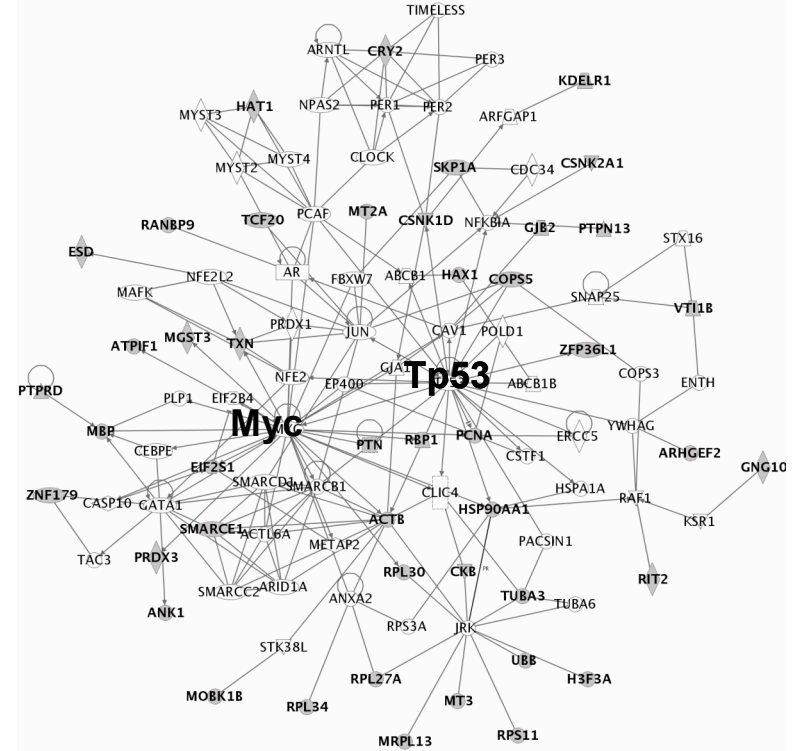 TIMELESS
ARNTL
CRY2
PER3
KDELR1
HAT1
MYST3
NPAS2
PER1
PER2
ARFGAP1
MYST4
MYST2
CLOCK
SKP1A
CDC34
CSNK2A1
RANBP9
TCF20
PCAF
MT2A
CSNK1D
NFKBIA
GJB2
PTPN13
STX16
ESD
NFE2L2
AR
FBXW7
ABCB1
HAX1
COPS5
MAFK
SNAP25
VTI1B
PRDX1
JUN
CAV1
POLD1
ATPIF1
MGST3
TXN
ZFP36L1
GJA1
Tp53
COPS3
PTPRD
NFE2
EP400
ABCB1B
ENTH
PLP1
EIF2B4
Myc
MBP
PTN
RBP1
PCNA
ERCC5
YWHAG
CEBPE
CSTF1
ARHGEF2
EIF2S1
GNG10
ZNF179
CASP10
GATA1
SMARCD1
SMARCB1
CLIC4
HSPA1A
RAF1
HSP90AA1
KSR1
SMARCE1
ACTL6A
ACTB
METAP2
PACSIN1
TAC3
PRDX3
RPL30
CKB
PR
RIT2
SMARCC2
ARID1A
ANXA2
TUBA3
TUBA6
ANK1
RPS3A
JRK
STK38L
UBB
RPL27A
H3F3A
MOBK1B
RPL34
MT3
MRPL13
RPS11